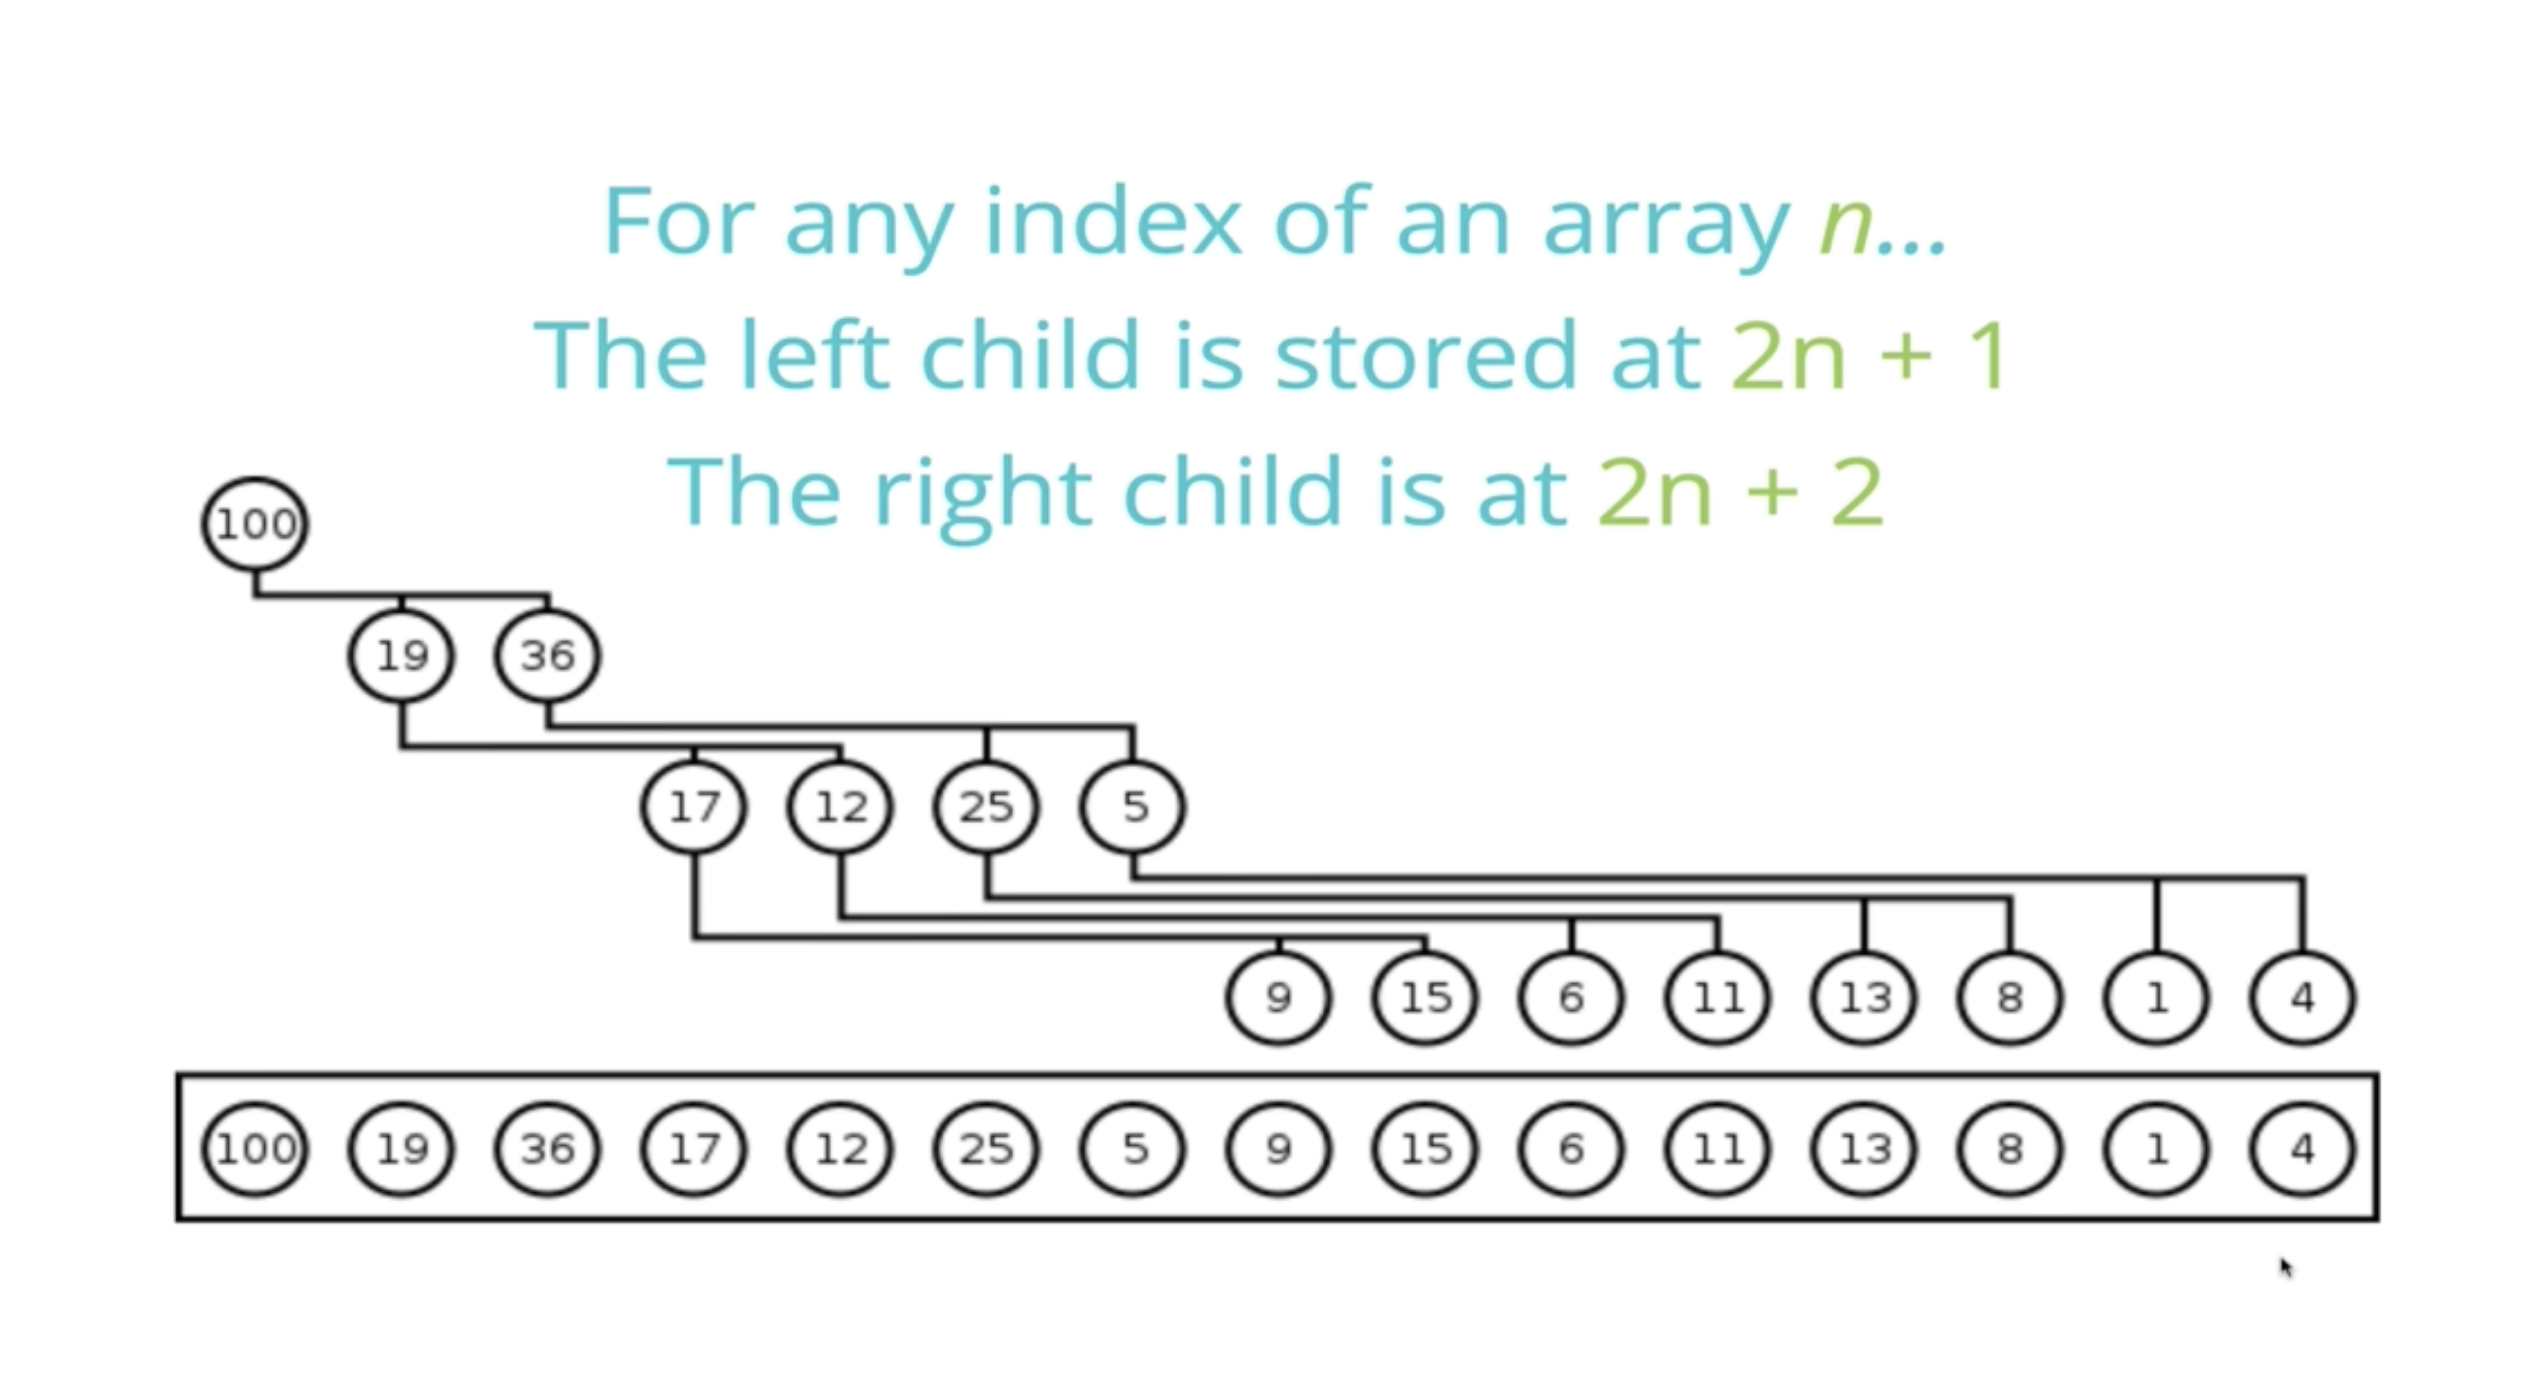 For any index of an array n...
The left child is stored at 2n + 1
The right child is at 2n + 2
100
19 36
17 12 25 5
9 15 6 11 13 8 1 4
100 19 36 17 12 25 5 9 15 6 11 13 8 1 4